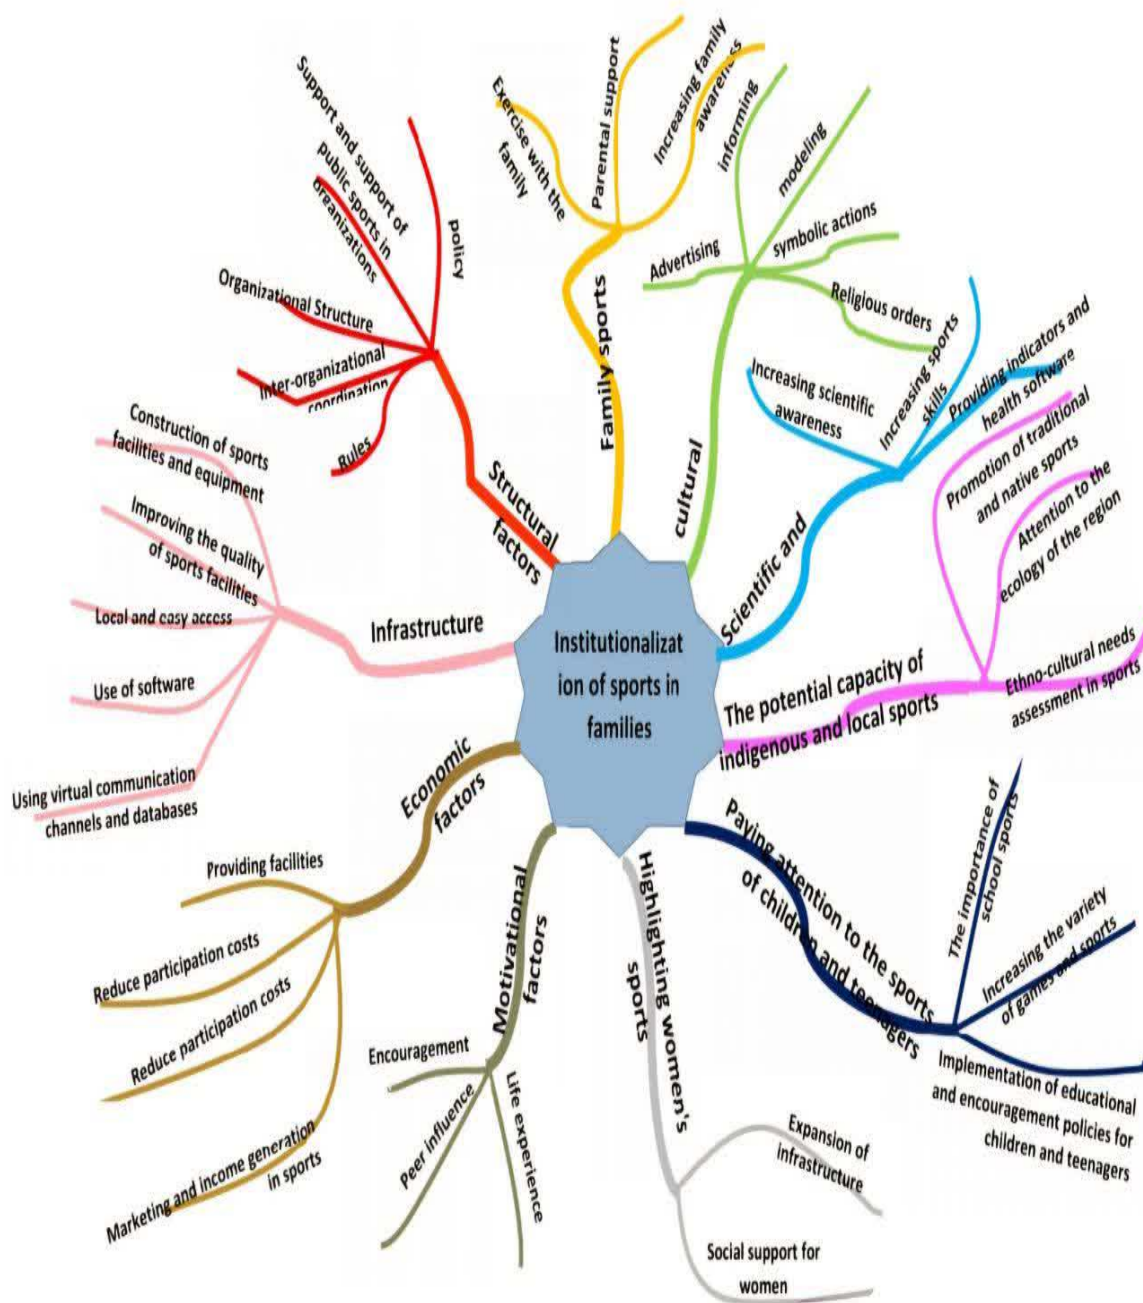 Institutionalizat
ion of sports in
families
Family sports
Exercise with the
family
Parental support
Increasing family
awareness
cultural
Advertising
informing
modeling
symbolic actions
Religious orders
Scientific and
Increasing scientific
awareness
Increasing sports
skills
Providing indicators and
health software
The potential capacity of
indigenous and local sports
Promotion of traditional
and native sports
Attention to the
ecology of the region
Ethno-cultural needs
assessment in sports
Paying attention to the sports
of children and teenagers
The importance of
school sports
Increasing the variety
of games and sports
Implementation of educational
and encouragement policies for
children and teenagers
Highlighting women's
sports
Expansion of
infrastructure
Social support for
women
Motivational
factors
Encouragement
Peer influence
Life experience
Economic
factors
Providing facilities
Reduce participation costs
Reduce participation costs
Marketing and income generation
in sports
Infrastructure
Construction of sports
facilities and equipment
Improving the quality
of sports facilities
Local and easy access
Use of software
Using virtual communication
channels and databases
Structural
factors
Support and support of
public sports in
organizations
policy
Organizational Structure
Inter-organizational
coordination
Rules